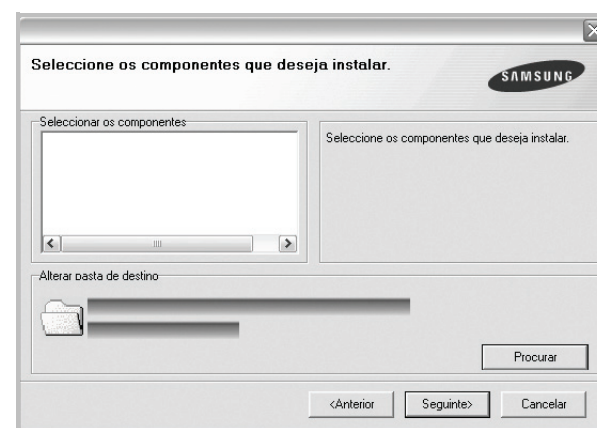 Seleccione os componentes que deseja instalar.
SAMSUNG
Seleccionar os componentes
Seleccione os componentes que deseja instalar.
Alterar pasta de destino
Procurar
<Anterior
Seguinte>
Cancelar